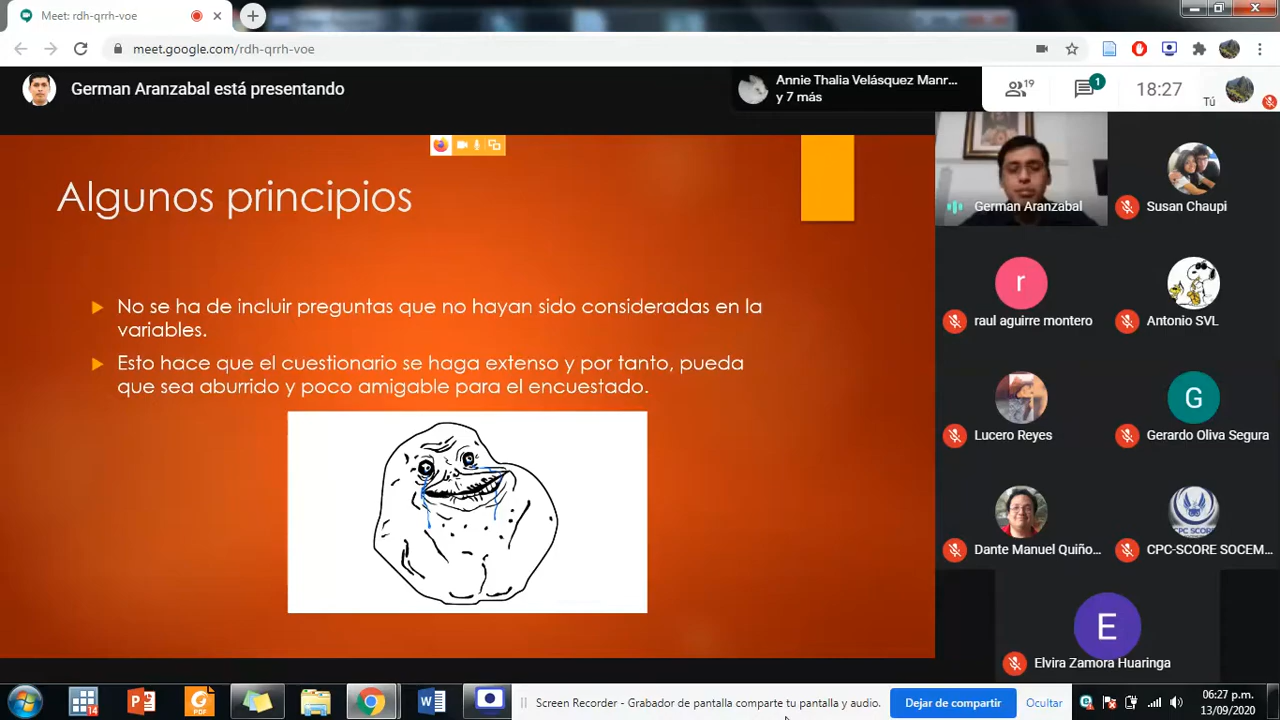 Meet: rdh-qrrh-voe
meet.google.com/rdh-qrrh-voe
German Aranzabal está presentando
Annie Thalia Velásquez Manr...
y 7 más
19
1
18:27
Tú
Algunos principios
No se ha de incluir preguntas que no hayan sido consideradas en la
variables.
Esto hace que el cuestionario se haga extenso y por tanto, pueda
que sea aburrido y poco amigable para el encuestado.
German Aranzabal
Susan Chaupi
r
raul aguirre montero
Antonio SVL
Lucero Reyes
G
Gerardo Oliva Segura
Dante Manuel Quiño...
CPC-SCORE
CPC-SCORE SOCEM...
E
Elvira Zamora Huaringa
14
PDF
Screen Recorder - Grabador de pantalla comparte tu pantalla y audio.
Dejar de compartir
Ocultar
06:27 p.m.
13/09/2020